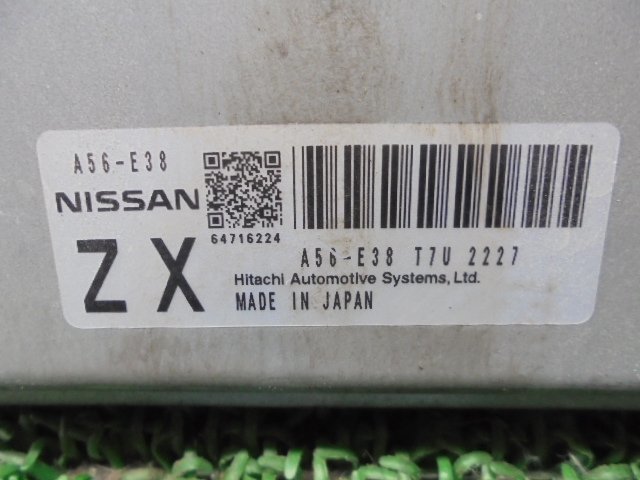 A56-E38
NISSAN
64716224
ZX
A56-E38 T7U 2227
Hitachi Automotive Systems, Ltd.
MADE IN JAPAN